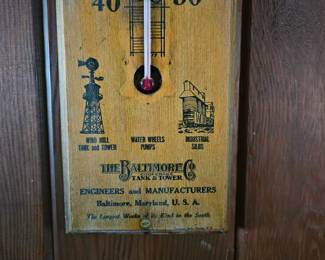 40 50
WIND MILL
TANK and TOWER
WATER WHEELS
PUMPS
INDUSTRIAL
SILOS
THE BALTIMORE CO
TANK & TOWER
ENGINEERS and MANUFACTURERS
Baltimore, Maryland, U. S. A.
The Largest Works of its Kind in the South